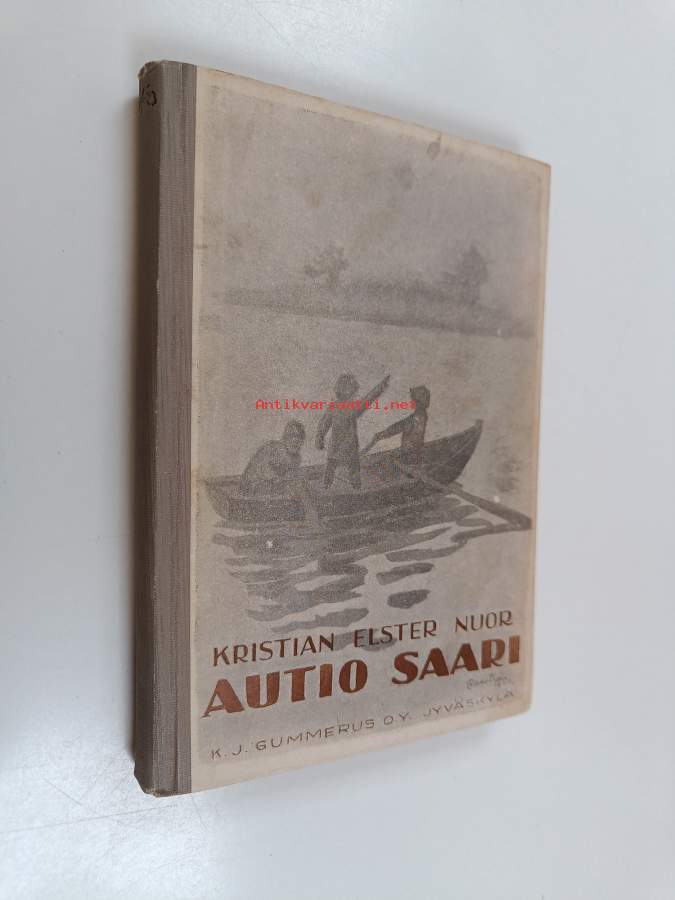 Antikvariaatti.net
KRISTIAN ELSTER NUOR
AUTIO SAARI
K. J. GUMMERUS O.Y. JYVÄSKYLÄ